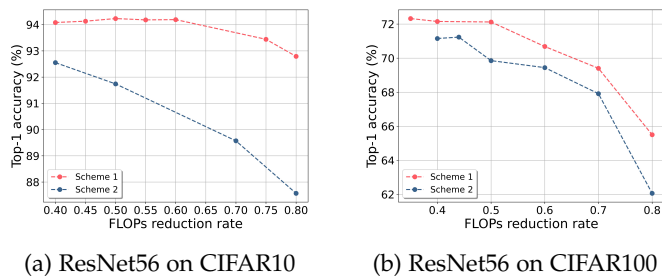 95
94
93
92
91
90
89
88
Top-1 accuracy (%)
Scheme 1
Scheme 2
0.40 0.45 0.50 0.55 0.60 0.65 0.70 0.75 0.80
FLOPs reduction rate
(a) ResNet56 on CIFAR10
72
70
68
66
64
62
Top-1 accuracy (%)
Scheme 1
Scheme 2
0.4 0.5 0.6 0.7 0.8
FLOPs reduction rate
(b) ResNet56 on CIFAR100